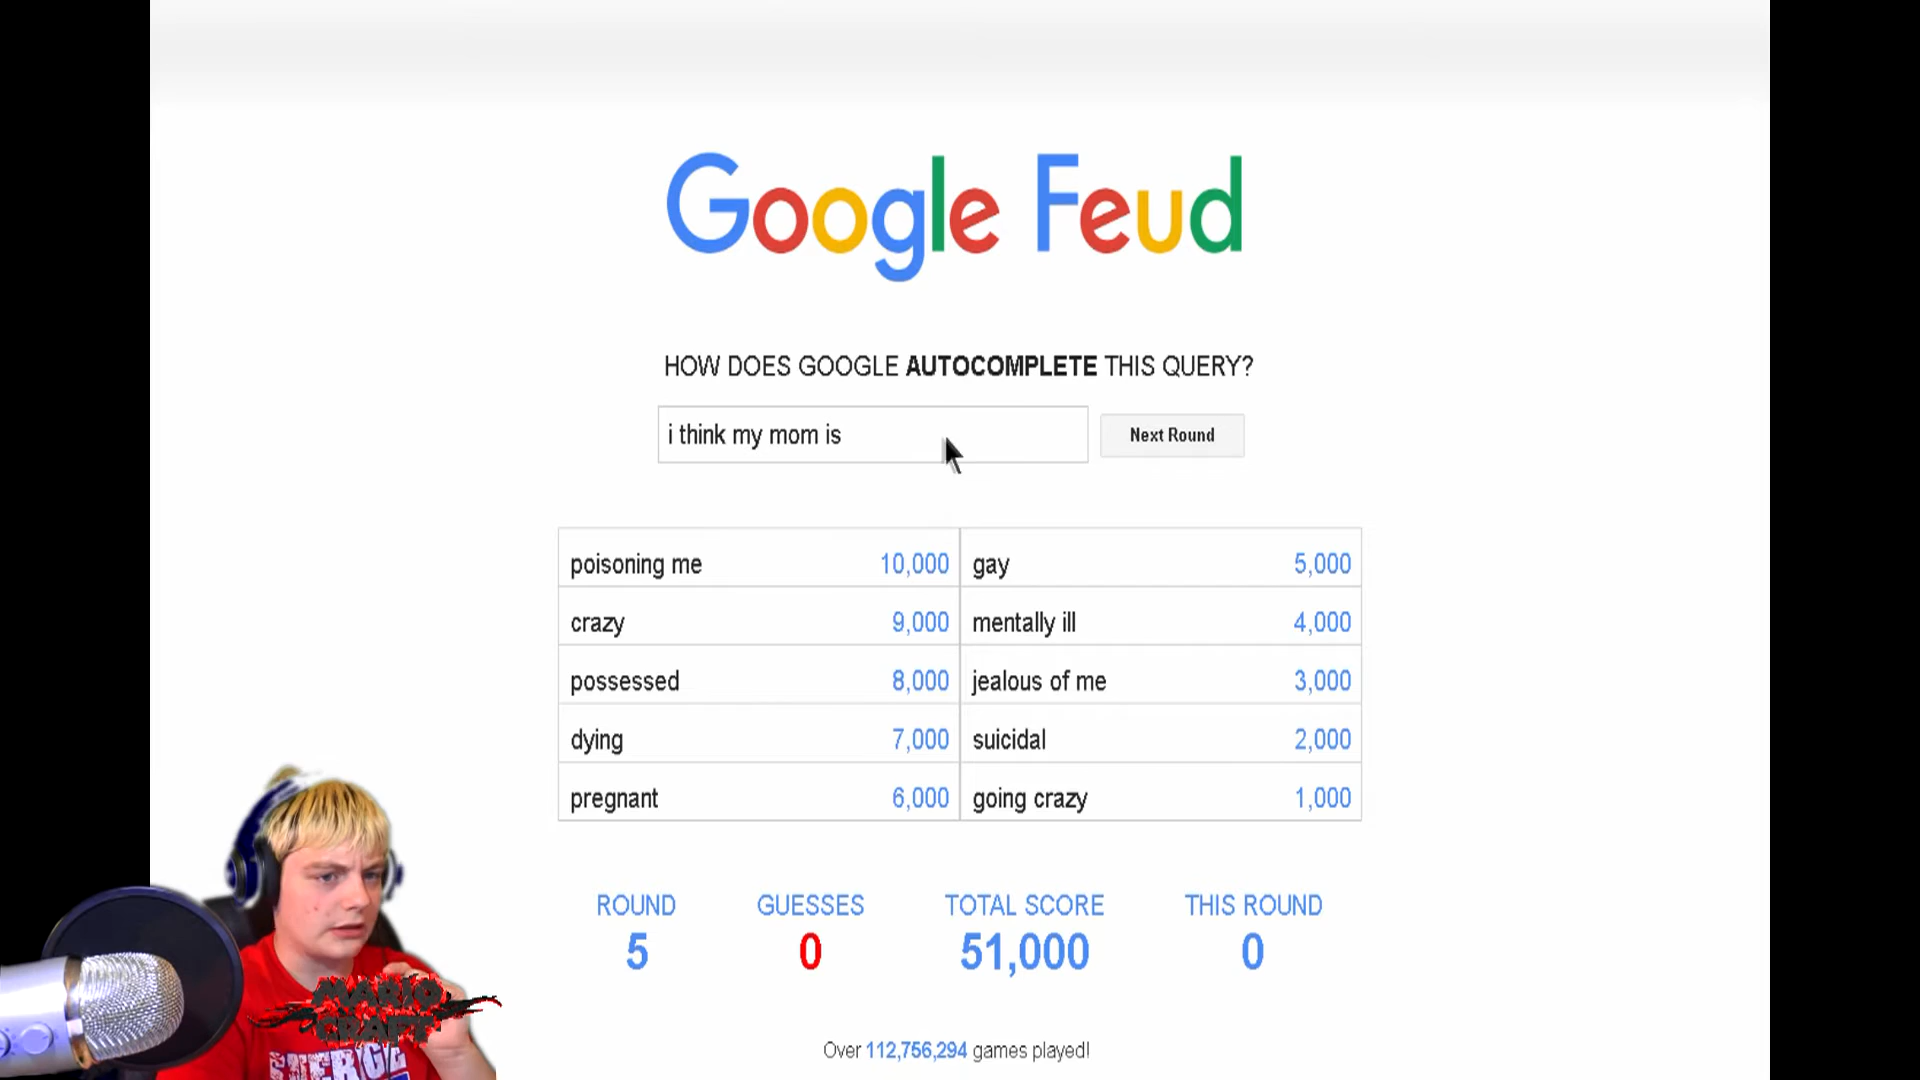 Google Feud
HOW DOES GOOGLE AUTOCOMPLETE THIS QUERY?
i think my mom is
Next Round
poisoning me 10,000 gay 5,000
crazy 9,000 mentally ill 4,000
possessed 8,000 jealous of me 3,000
dying 7,000 suicidal 2,000
pregnant 6,000 going crazy 1,000
ROUND GUESSES TOTAL SCORE THIS ROUND
5 0 51,000 0
MARIO
CRAFT
Over 112,756,294 games played!